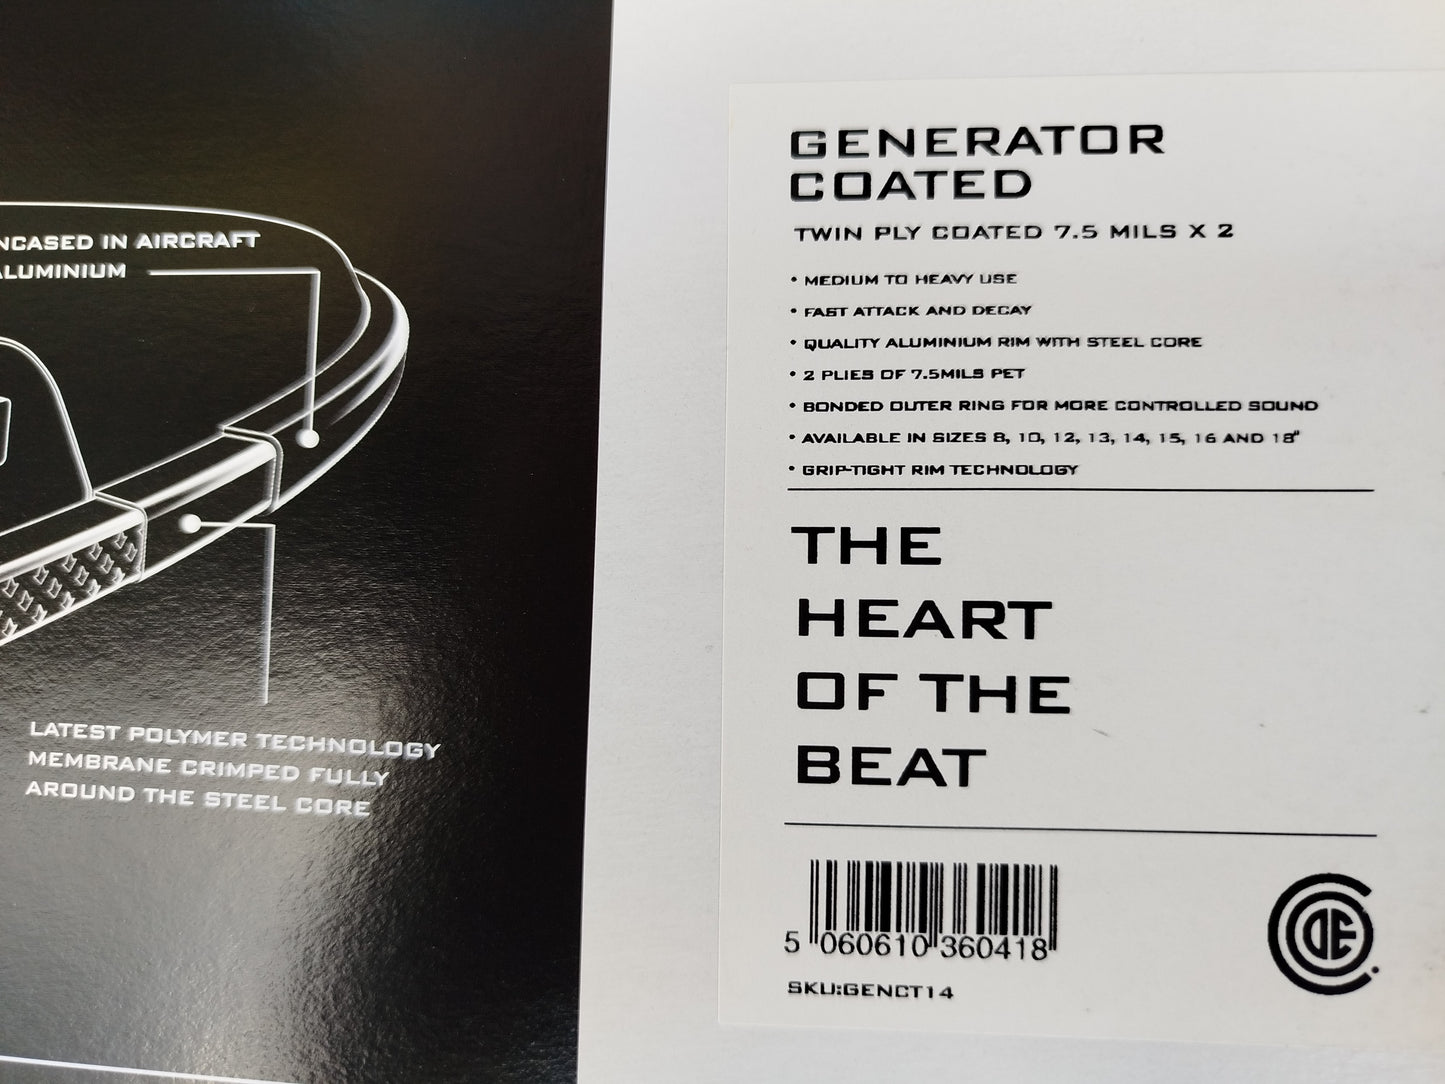 NCASED IN AIRCRAFT
ALUMINIUM
LATEST POLYMER TECHNOLOGY
MEMBRANE CRIMPED FULLY
AROUND THE STEEL CORE
GENERATOR
COATED
TWIN PLY COATED 7.5 MILS X 2
• MEDIUM TO HEAVY USE
• FAST ATTACK AND DECAY
• QUALITY ALUMINIUM RIM WITH STEEL CORE
• 2 PLIES OF 7.5MILS PET
• BONDED OUTER RING FOR MORE CONTROLLED SOUND
• AVAILABLE IN SIZES 8, 10, 12, 13, 14, 15, 16 AND 18"
• GRIP-TIGHT RIM TECHNOLOGY
THE
HEART
OF THE
BEAT
5 060610 360418
SKU:GENCT14
CODE